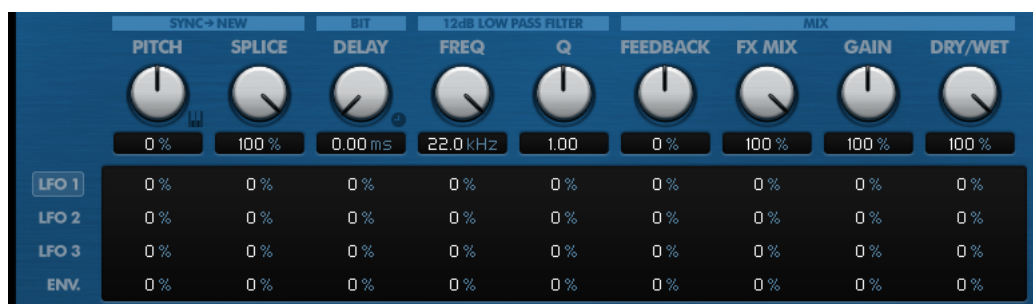 SYNC→NEW BIT 12dB LOW PASS FILTER MIX
PITCH SPLICE DELAY FREQ Q FEEDBACK FX MIX GAIN DRY/WET
0 % 100 % 0.00 ms 22.0 kHz 1.00 0 % 100 % 100 % 100 %
LFO 1 0 % 0 % 0 % 0 % 0 % 0 % 0 % 0 % 0 %
LFO 2 0 % 0 % 0 % 0 % 0 % 0 % 0 % 0 % 0 %
LFO 3 0 % 0 % 0 % 0 % 0 % 0 % 0 % 0 % 0 %
ENV. 0 % 0 % 0 % 0 % 0 % 0 % 0 % 0 % 0 %